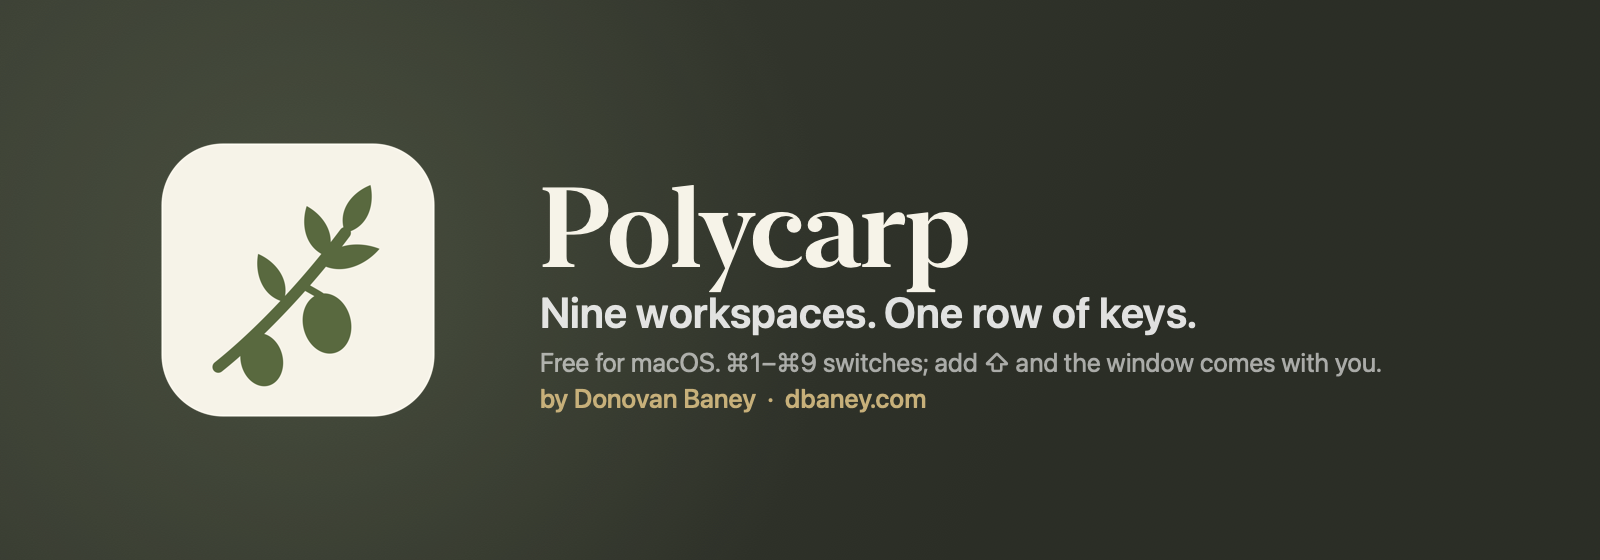 Polycarp
Nine workspaces. One row of keys.
Free for macOS. ⌘1–⌘9 switches; add ⇧ and the window comes with you.
by Donovan Baney · dbaney.com